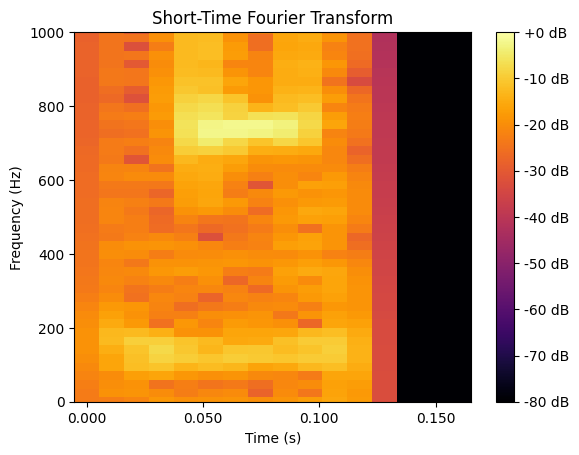 Short-Time Fourier Transform
1000
800
600
400
200
0
Frequency (Hz)
0.000
0.050
0.100
0.150
Time (s)
+0 dB
-10 dB
-20 dB
-30 dB
-40 dB
-50 dB
-60 dB
-70 dB
-80 dB